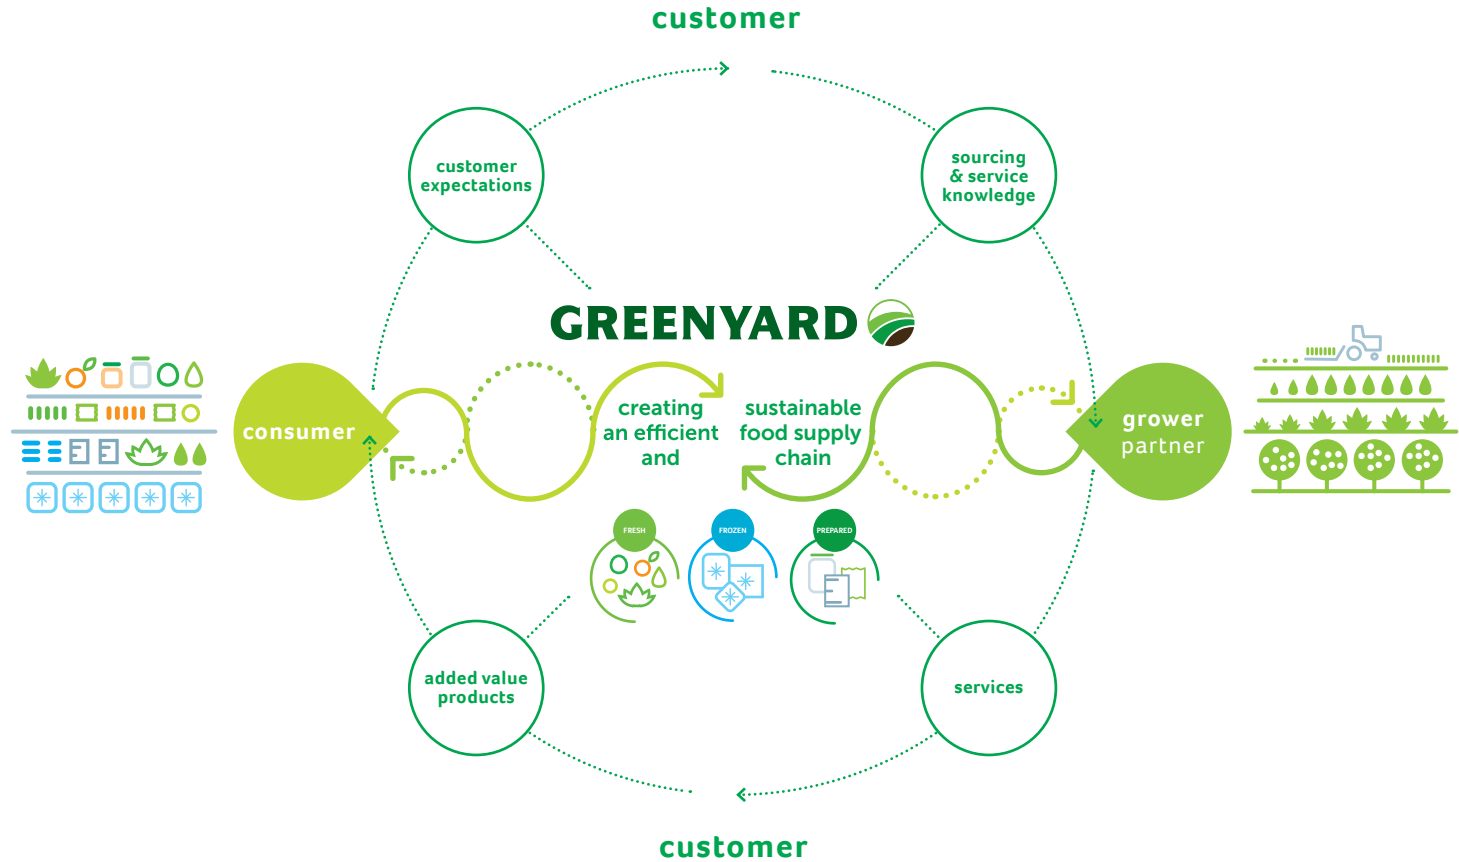 customer
customer
expectations
sourcing
& service
knowledge
GREENYARD
consumer
creating
an efficient
and
sustainable
food supply
chain
grower
partner
FRESH
FROZEN
PREPARED
added value
products
services
customer